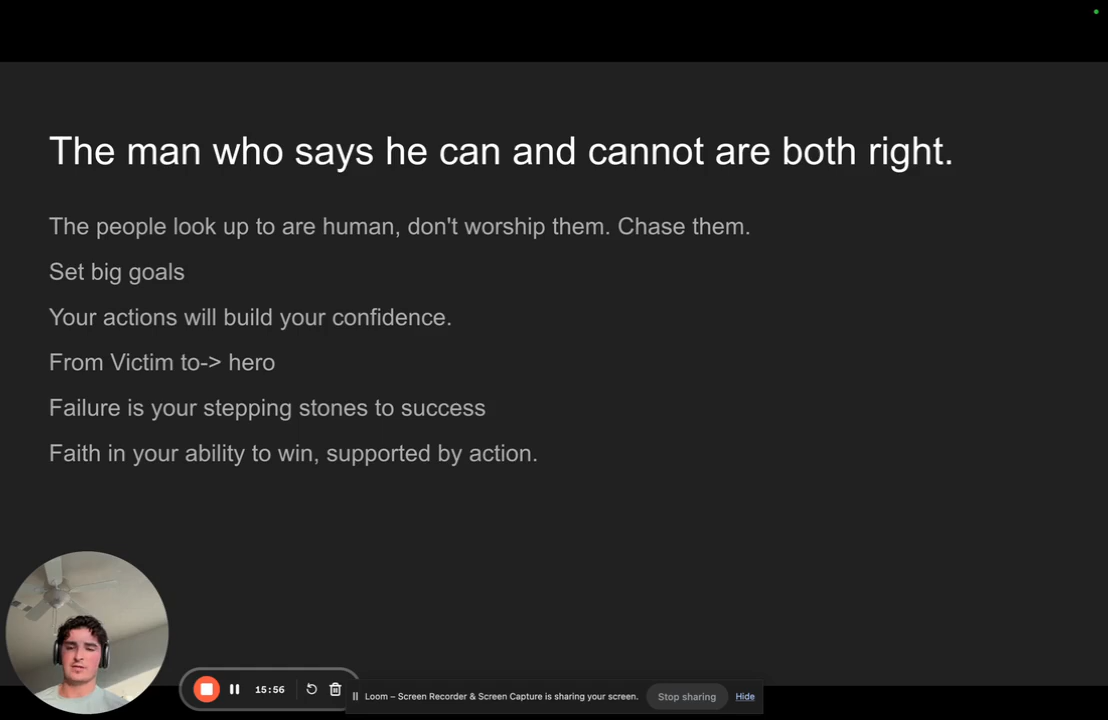 The man who says he can and cannot are both right.
The people look up to are human, don't worship them. Chase them.
Set big goals
Your actions will build your confidence.
From Victim to-> hero
Failure is your stepping stones to success
Faith in your ability to win, supported by action.
15:56
Loom – Screen Recorder & Screen Capture is sharing your screen.
Stop sharing
Hide